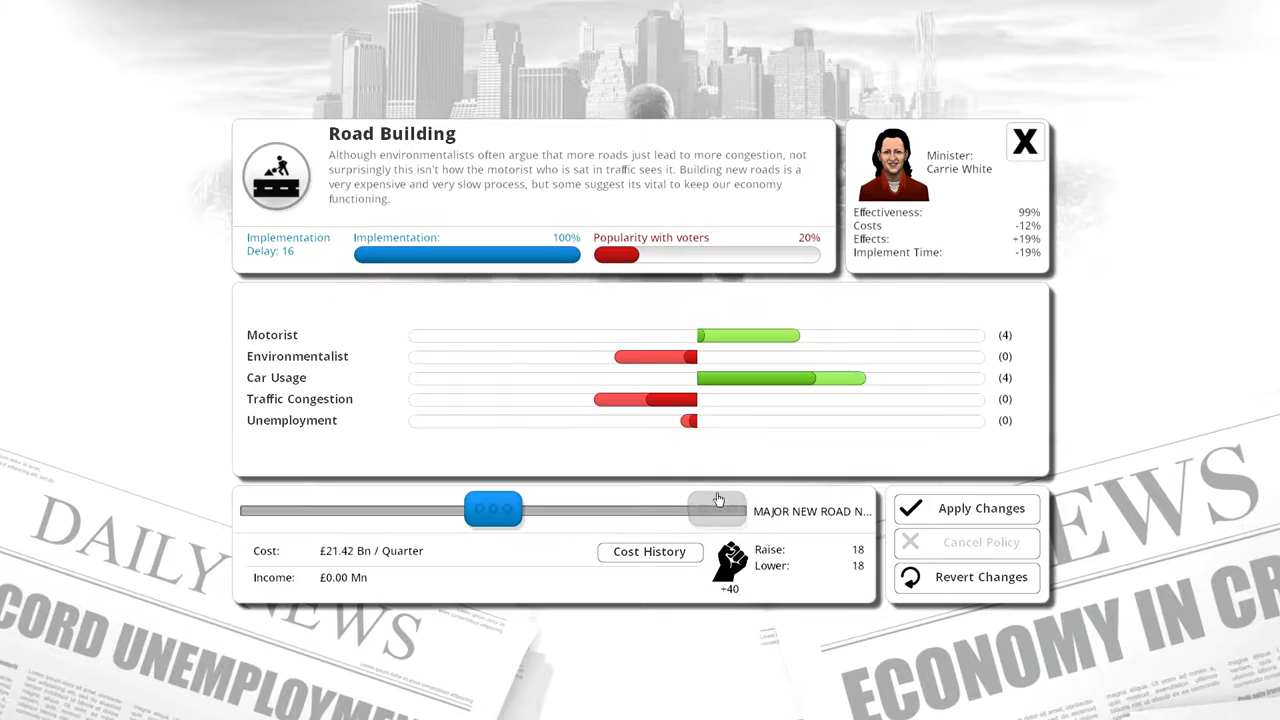 Road Building
Although environmentalists often argue that more roads just lead to more congestion, not
surprisingly this isn't how the motorist who is sat in traffic sees it. Building new roads is a
very expensive and very slow process, but some suggest its vital to keep our economy
functioning.
Implementation
Delay: 16
Implementation: 100%
Popularity with voters 20%
X
Minister:
Carrie White
Effectiveness: 99%
Costs -12%
Effects: +19%
Implement Time: -19%
Motorist (4)
Environmentalist (0)
Car Usage (4)
Traffic Congestion (0)
Unemployment (0)
MAJOR NEW ROAD N...
Cost: £21.42 Bn / Quarter
Income: £0.00 Mn
Cost History
+40
Raise: 18
Lower: 18
Apply Changes
Cancel Policy
Revert Changes
DAILY NEWS
CORD UNEMPLOYM
EWS
ECONOMY IN CR